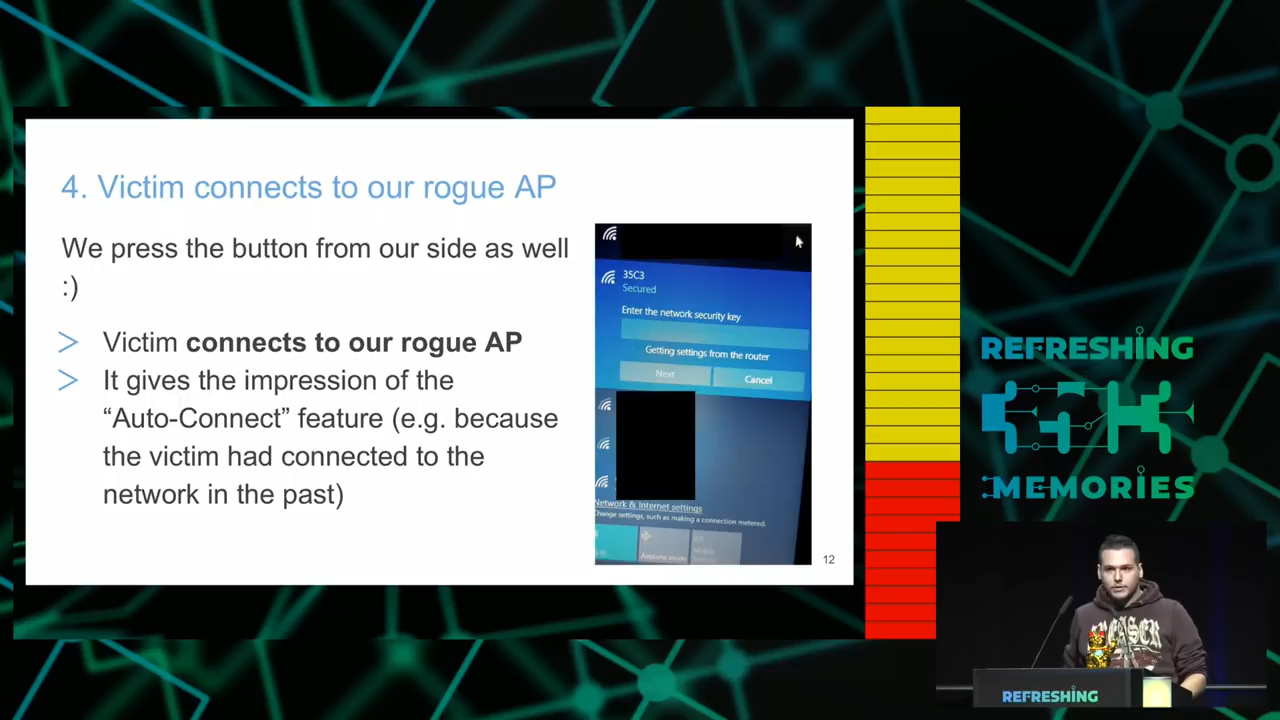 4. Victim connects to our rogue AP
We press the button from our side as well
:)
> Victim connects to our rogue AP
> It gives the impression of the
“Auto-Connect” feature (e.g. because
the victim had connected to the
network in the past)
35C3
Secured
Enter the network security key
Getting settings from the router
Next
Cancel
Network & Internet settings
Change settings, such as making a connection metered.
Airplane mode
12
REFRESHING
35C3
MEMORIES
REFRESHING